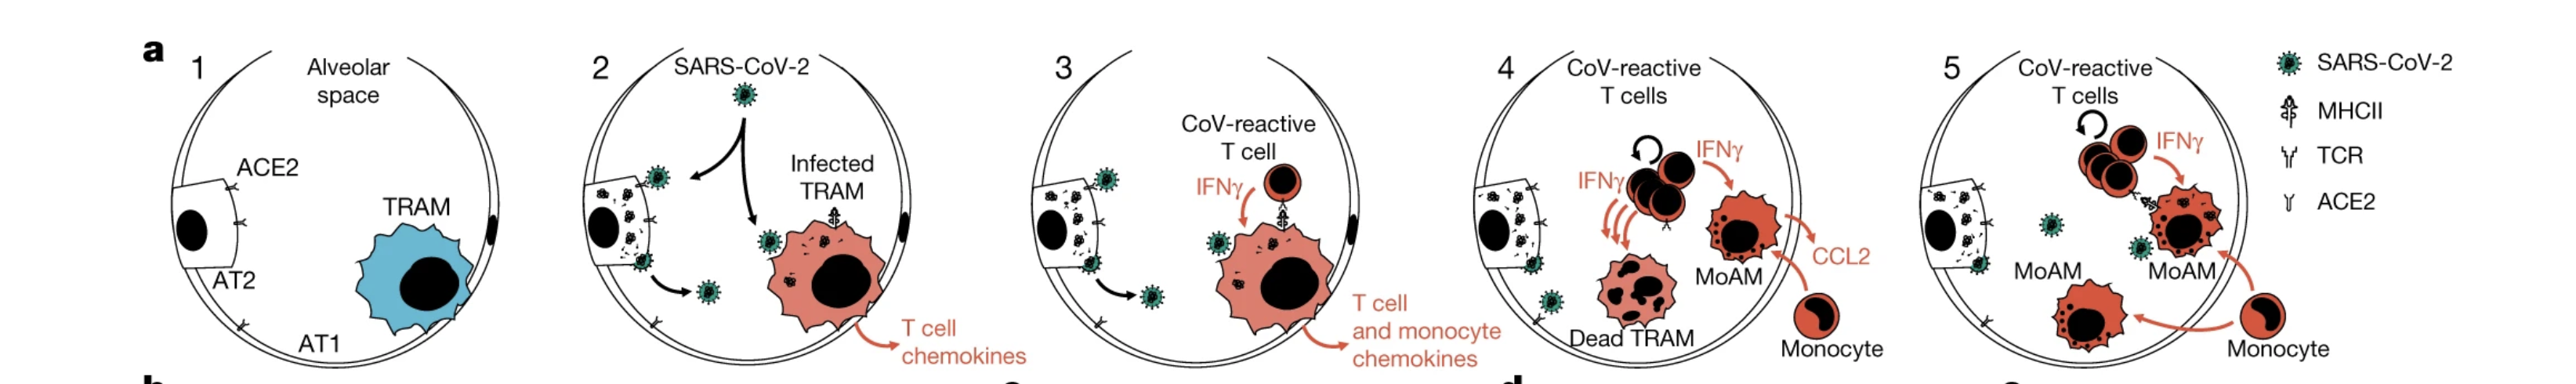 a
1
Alveolar
space
ACE2
TRAM
AT2
AT1
2
SARS-CoV-2
Infected
TRAM
T cell
chemokines
3
CoV-reactive
T cell
IFNγ
T cell
and monocyte
chemokines
4
CoV-reactive
T cells
IFNγ
IFNγ
MoAM
CCL2
Dead TRAM
Monocyte
5
CoV-reactive
T cells
IFNγ
MoAM
MoAM
Monocyte
SARS-CoV-2
MHCII
TCR
ACE2